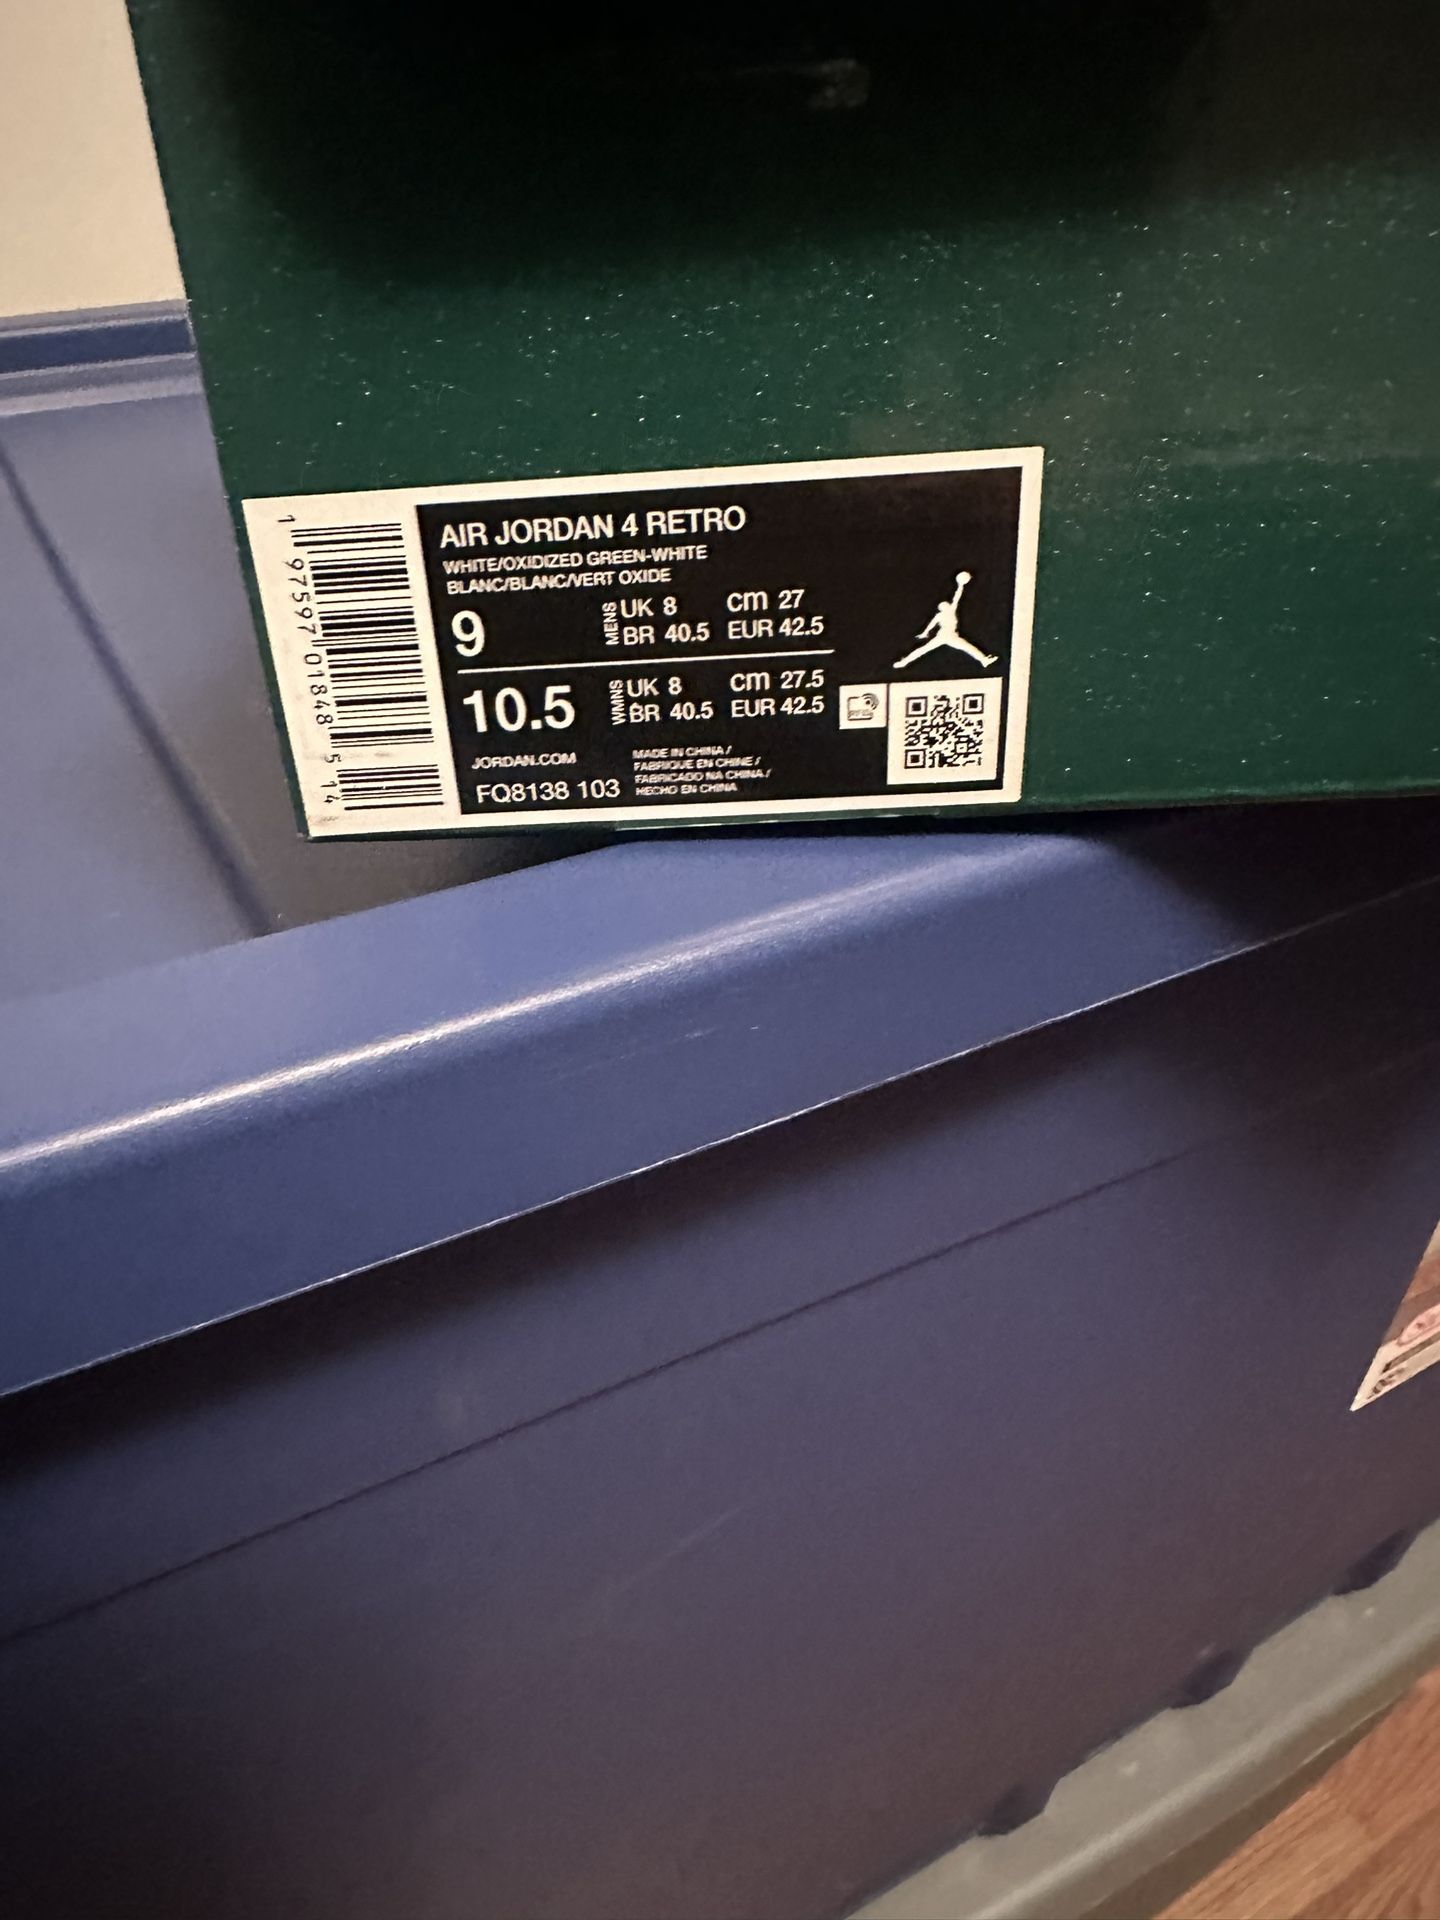 AIR JORDAN 4 RETRO
WHITE/OXIDIZED GREEN-WHITE
BLANC/BLANC/VERT OXIDE
9 MENS UK 8 cm 27
BR 40.5 EUR 42.5
10.5 WMNS UK 8 cm 27.5
BR 40.5 EUR 42.5
JORDAN.COM
FQ8138 103
MADE IN CHINA /
FABRIQUE EN CHINE /
FABRICADO NA CHINA /
HECHO EN CHINA
1 97597 01848 5 14